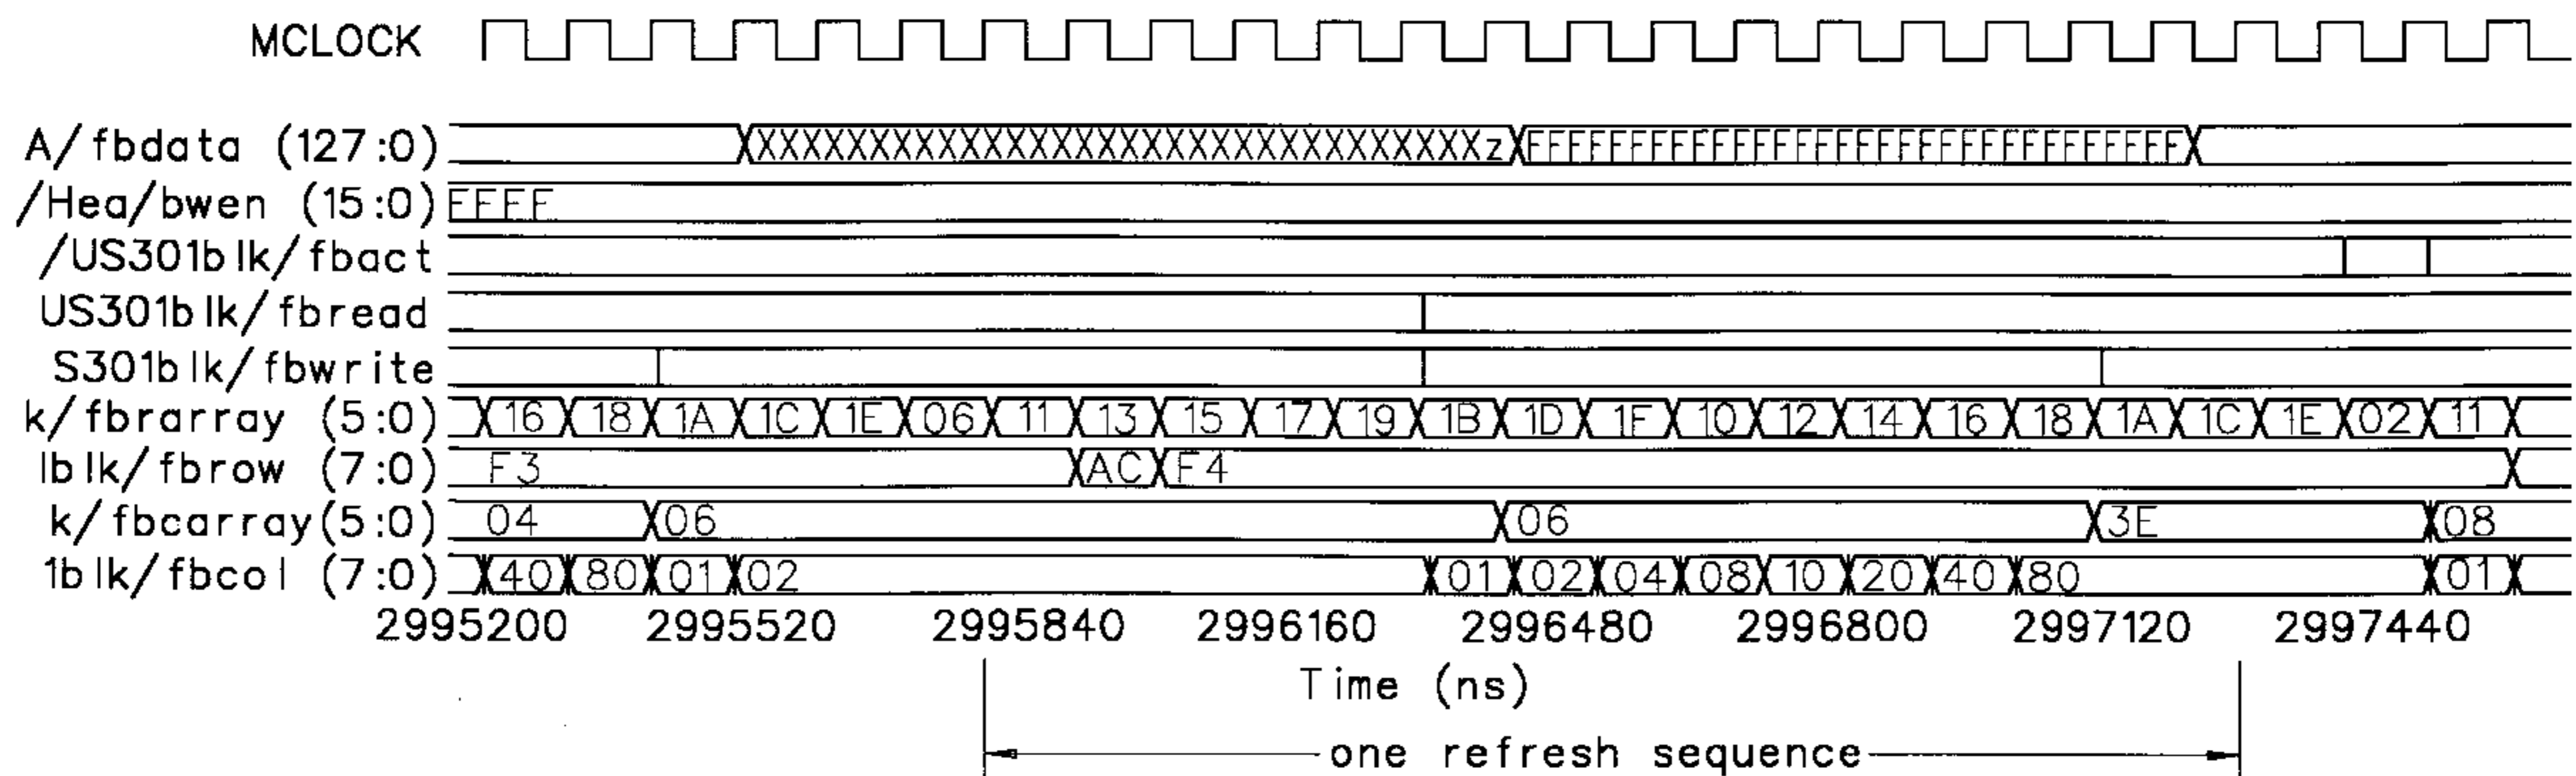 MCLOCK
A/fbdata (127:0) XXXXXXXXXXXXXXXXXXXXXXXXXXXXXXXz FFFFFFFFFFFFFFFFFFFFFFFFFFFFFFFF
/Hea/bwen (15:0) FFFF
/US301blk/fbact
US301blk/fbread
S301blk/fbwrite
k/fbrarray (5:0) 16 18 1A 1C 1E 06 11 13 15 17 19 1B 1D 1F 10 12 14 16 18 1A 1C 1E 02 11
lblk/fbrow (7:0) F3 AC F4
k/fbcarray(5:0) 04 06 06 3E 08
1blk/fbcol (7:0) 40 80 01 02 01 02 04 08 10 20 40 80 01
2995200 2995520 2995840 2996160 2996480 2996800 2997120 2997440
Time (ns)
one refresh sequence